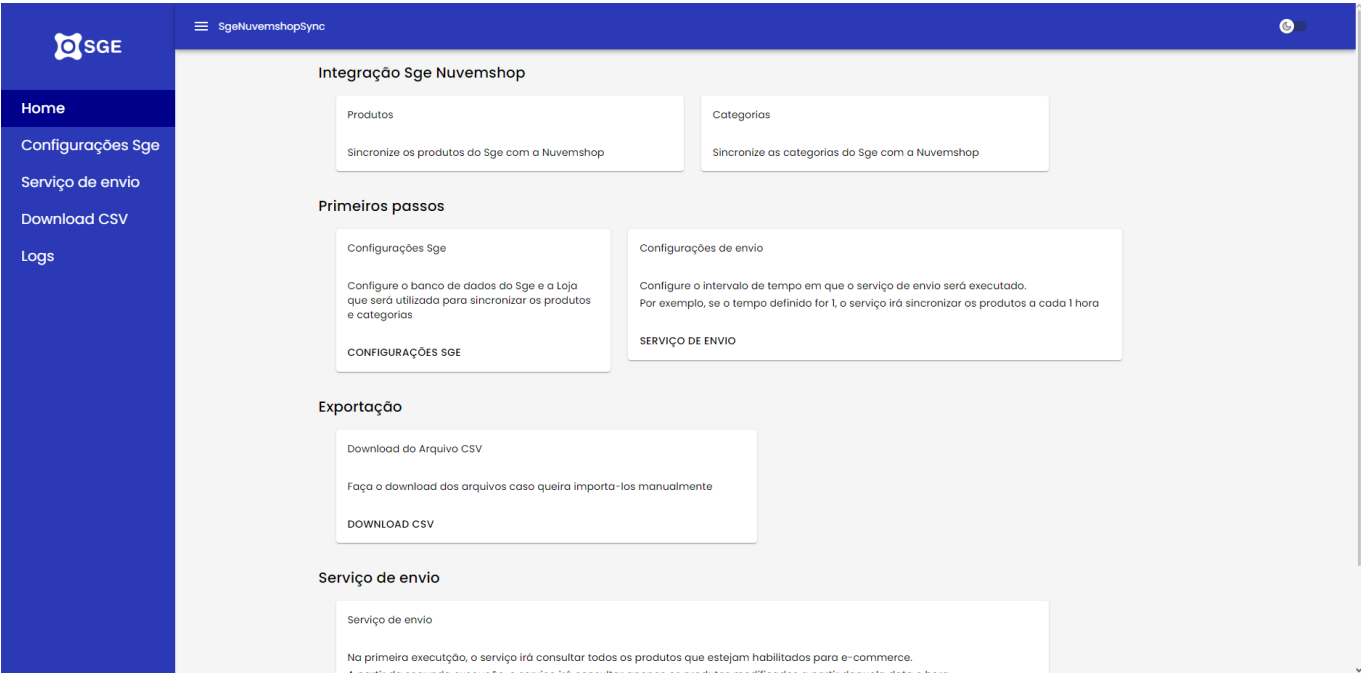 SGE
SgeNuvemshopSync
Home
Configurações Sge
Serviço de envio
Download CSV
Logs
Integração Sge Nuvemshop
Produtos
Sincronize os produtos do Sge com a Nuvemshop
Categorias
Sincronize as categorias do Sge com a Nuvemshop
Primeiros passos
Configurações Sge
Configure o banco de dados do Sge e a Loja
que será utilizada para sincronizar os produtos
e categorias
CONFIGURAÇÕES SGE
Configurações de envio
Configure o intervalo de tempo em que o serviço de envio será executado.
Por exemplo, se o tempo definido for 1, o serviço irá sincronizar os produtos a cada 1 hora
SERVIÇO DE ENVIO
Exportação
Download do Arquivo CSV
Faça o download dos arquivos caso queira importa-los manualmente
DOWNLOAD CSV
Serviço de envio
Serviço de envio
Na primeira executção, o serviço irá consultar todos os produtos que estejam habilitados para e-commerce.